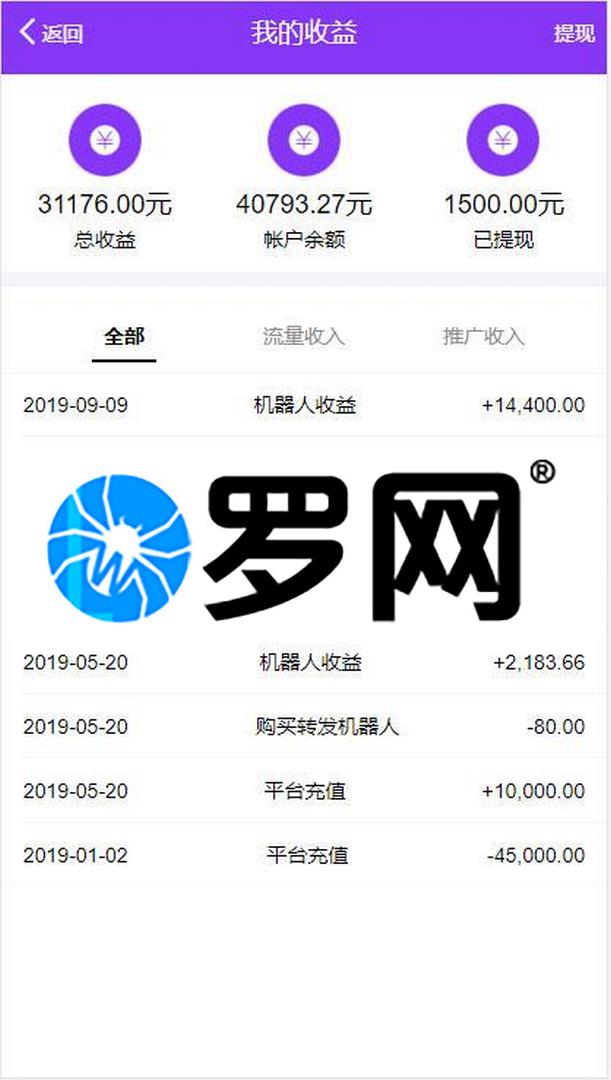 返回 我的收益 提现
31176.00元 40793.27元 1500.00元
总收益 帐户余额 已提现
全部 流量收入 推广收入
2019-09-09 机器人收益 +14,400.00
罗网®
2019-05-20 机器人收益 +2,183.66
2019-05-20 购买转发机器人 -80.00
2019-05-20 平台充值 +10,000.00
2019-01-02 平台充值 -45,000.00